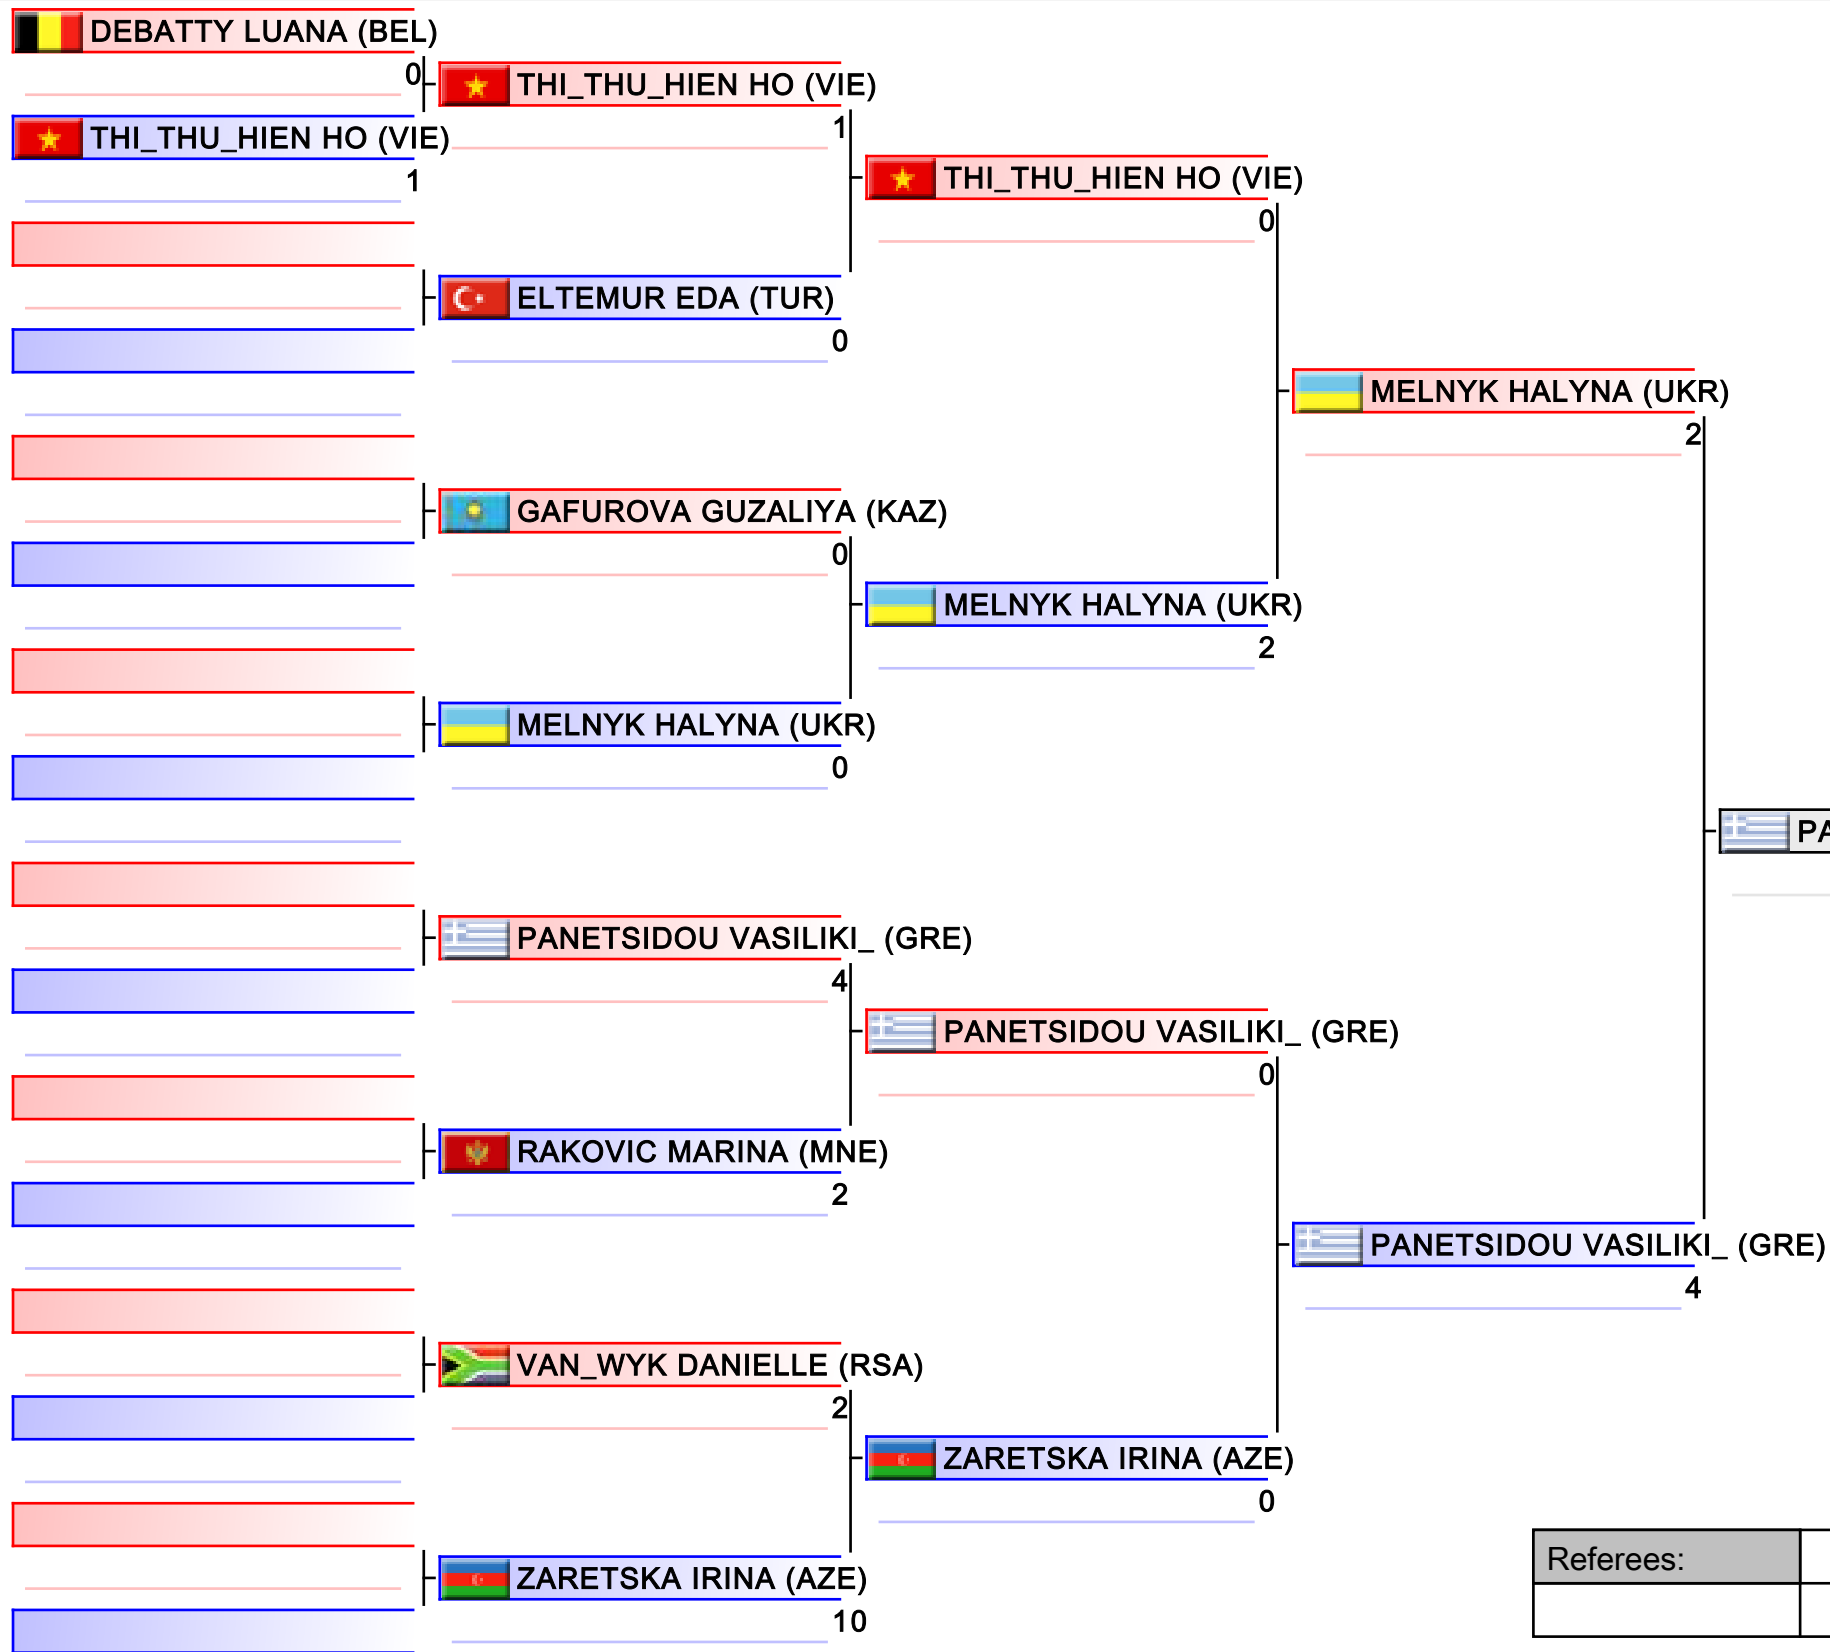 DEBATTY LUANA (BEL)
0
THI_THU_HIEN HO (VIE)
1
THI_THU_HIEN HO (VIE)
1
ELTEMUR EDA (TUR)
0
GAFUROVA GUZALIYA (KAZ)
0
MELNYK HALYNA (UKR)
0
PANETSIDOU VASILIKI_ (GRE)
4
RAKOVIC MARINA (MNE)
2
VAN_WYK DANIELLE (RSA)
2
ZARETSKA IRINA (AZE)
10
THI_THU_HIEN HO (VIE)
0
MELNYK HALYNA (UKR)
2
PANETSIDOU VASILIKI_ (GRE)
0
ZARETSKA IRINA (AZE)
0
MELNYK HALYNA (UKR)
2
PANETSIDOU VASILIKI_ (GRE)
4
Referees: